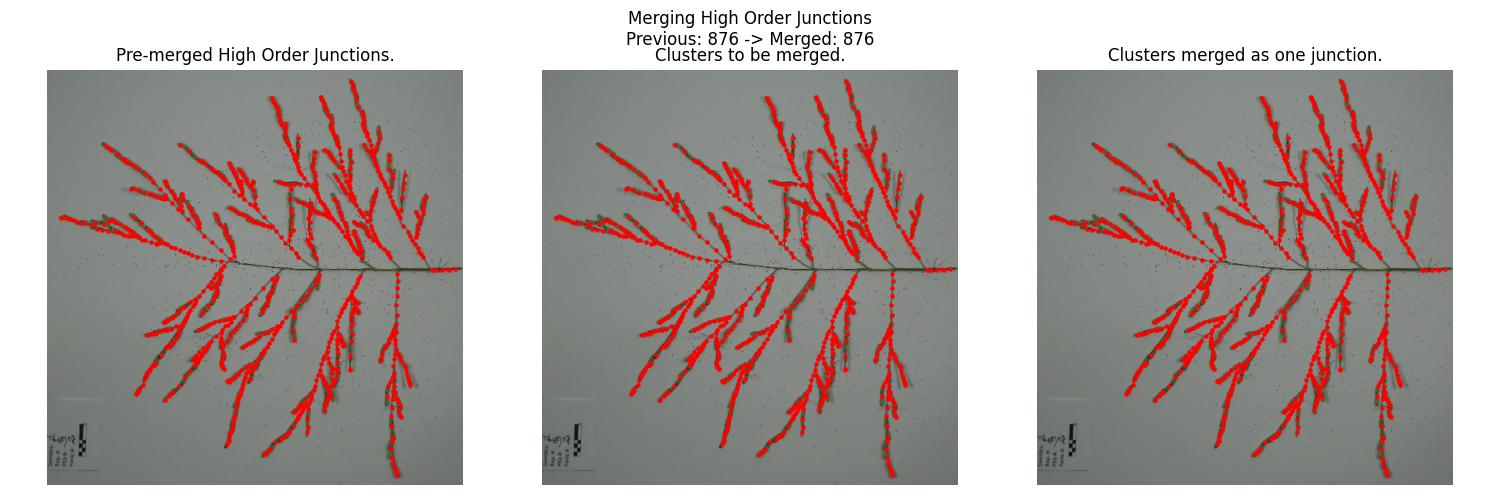 Merging High Order Junctions
Previous: 876 -> Merged: 876
Pre-merged High Order Junctions.
Clusters to be merged.
Clusters merged as one junction.